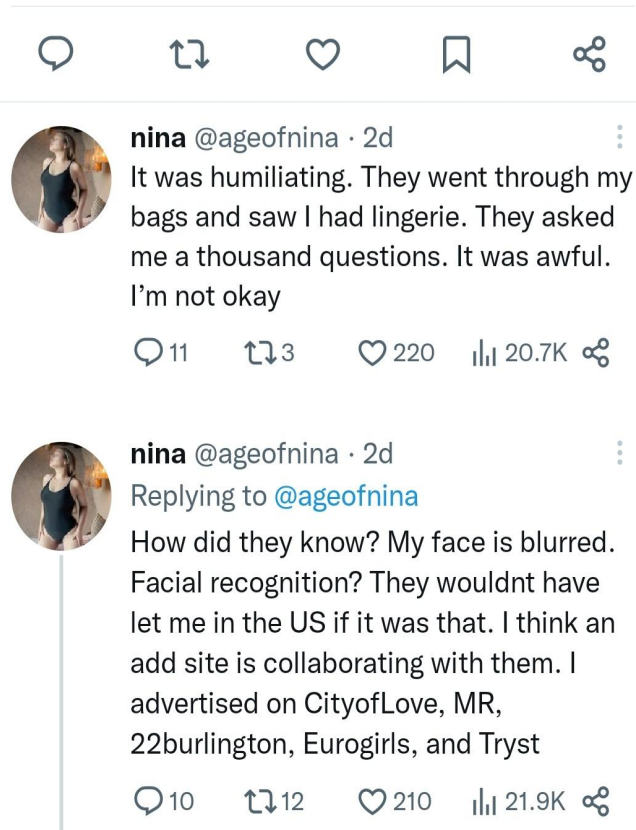 nina @ageofnina · 2d
It was humiliating. They went through my
bags and saw I had lingerie. They asked
me a thousand questions. It was awful.
I'm not okay
11 3 220 20.7K
nina @ageofnina · 2d
Replying to @ageofnina
How did they know? My face is blurred.
Facial recognition? They wouldnt have
let me in the US if it was that. I think an
add site is collaborating with them. I
advertised on CityofLove, MR,
22burlington, Eurogirls, and Tryst
10 12 210 21.9K